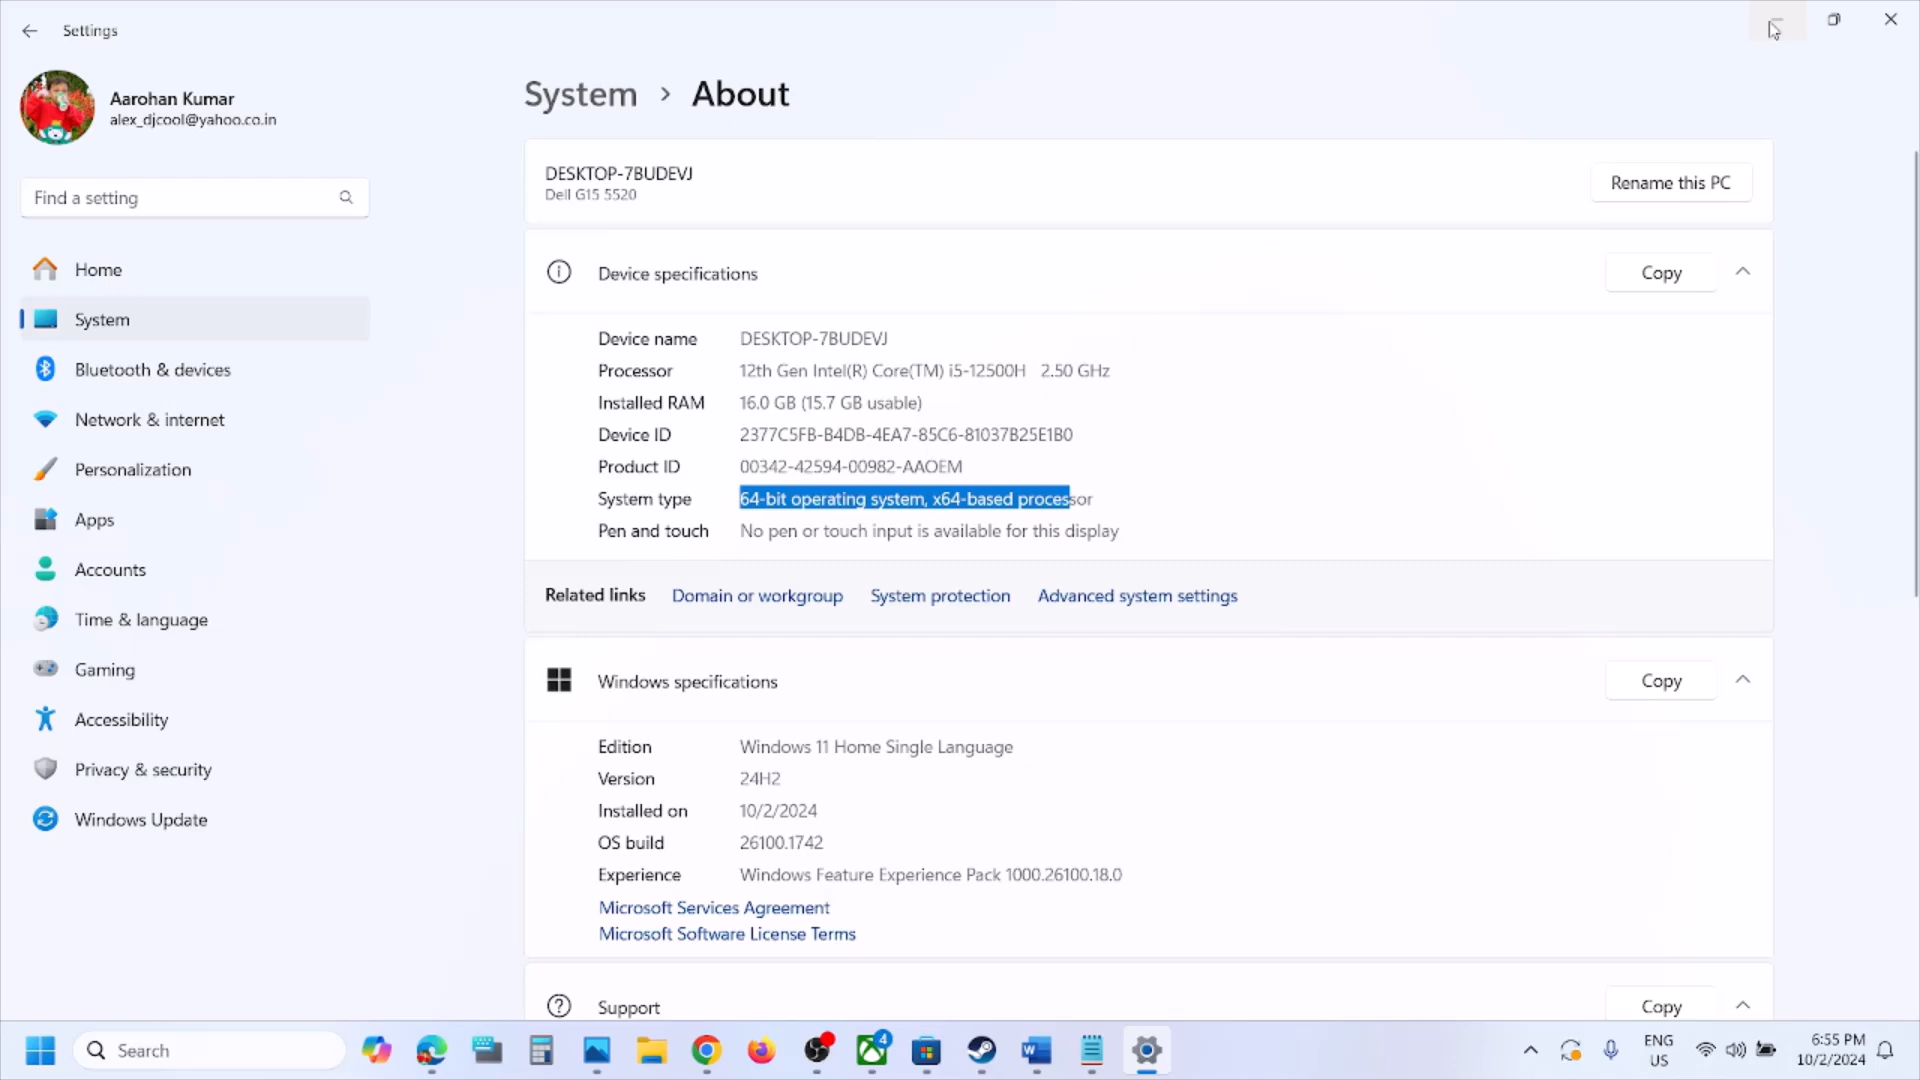 Settings
Aarohan Kumar
alex_djcool@yahoo.co.in
Find a setting
Home
System
Bluetooth & devices
Network & internet
Personalization
Apps
Accounts
Time & language
Gaming
Accessibility
Privacy & security
Windows Update
System > About
DESKTOP-7BUDEVJ
Dell G15 5520
Rename this PC
Device specifications
Copy
Device name DESKTOP-7BUDEVJ
Processor 12th Gen Intel(R) Core(TM) i5-12500H 2.50 GHz
Installed RAM 16.0 GB (15.7 GB usable)
Device ID 2377C5FB-B4DB-4EA7-85C6-81037B25E1B0
Product ID 00342-42594-00982-AAOEM
System type 64-bit operating system, x64-based processor
Pen and touch No pen or touch input is available for this display
Related links Domain or workgroup System protection Advanced system settings
Windows specifications
Copy
Edition Windows 11 Home Single Language
Version 24H2
Installed on 10/2/2024
OS build 26100.1742
Experience Windows Feature Experience Pack 1000.26100.18.0
Microsoft Services Agreement
Microsoft Software License Terms
Support
Copy
Search
4
ENG
US
6:55 PM
10/2/2024